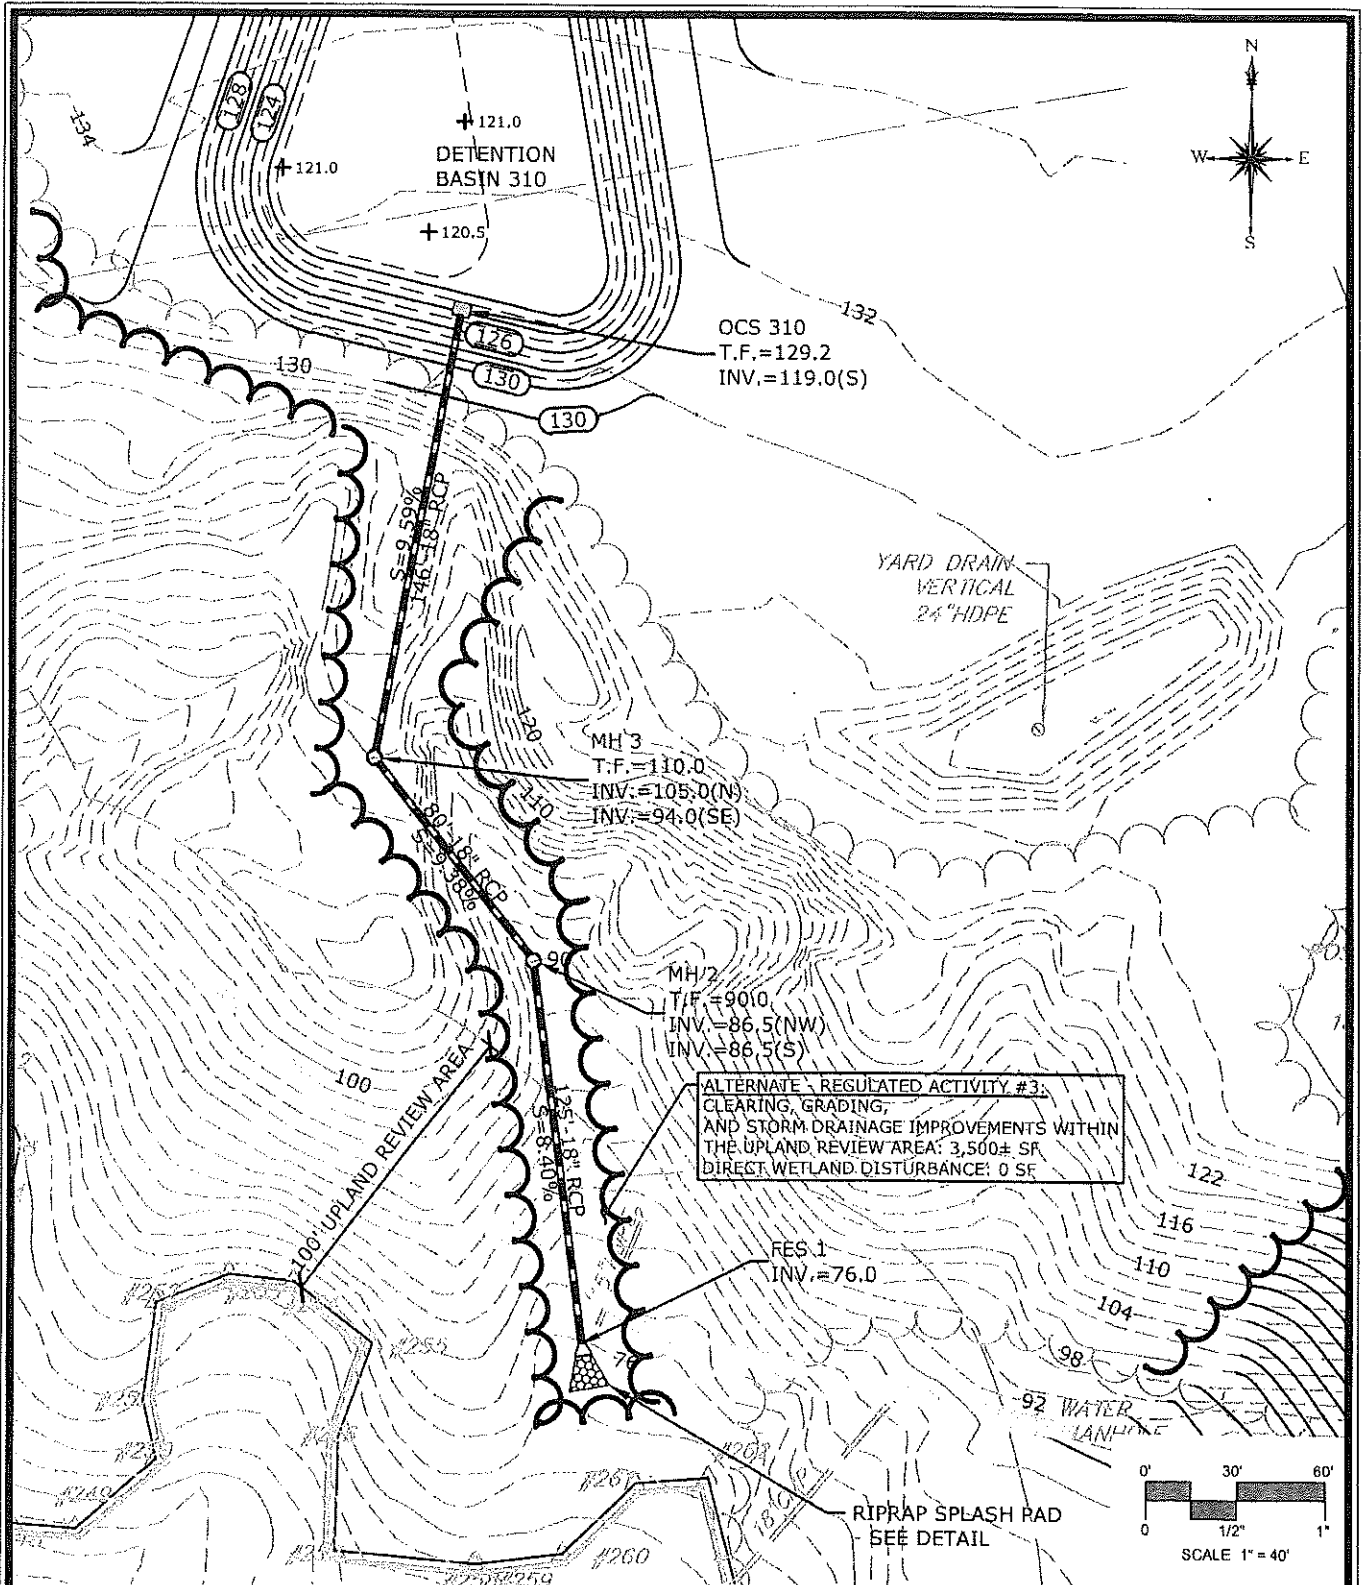 N
W E
S
134
128
124
121.0
121.0
DETENTION
BASIN 310
120.5
132
OCS 310
T.F.=129.2
INV.=119.0(S)
126
130
130
130
S=9.59%
146'-18" RCP
YARD DRAIN
VERTICAL
24"HDPE
120
MH 3
T.F.=110.0
INV.=105.0(N)
INV.=94.0(SE)
110
80'-18" RCP
S=9.38%
90
MH 2
T.F.=90.0
INV.=86.5(NW)
INV.=86.5(S)
100
100' UPLAND REVIEW AREA
ALTERNATE - REGULATED ACTIVITY #3:
CLEARING, GRADING,
AND STORM DRAINAGE IMPROVEMENTS WITHIN
THE UPLAND REVIEW AREA: 3,500± SF
DIRECT WETLAND DISTURBANCE: 0 SF
125'-18" RCP
S=8.40%
122
116
110
104
98
92
FES 1
INV.=76.0
#255
WATER
#249
#260
RIPRAP SPLASH PAD
- SEE DETAIL
0' 30' 60'
0 1/2" 1"
SCALE 1" = 40'